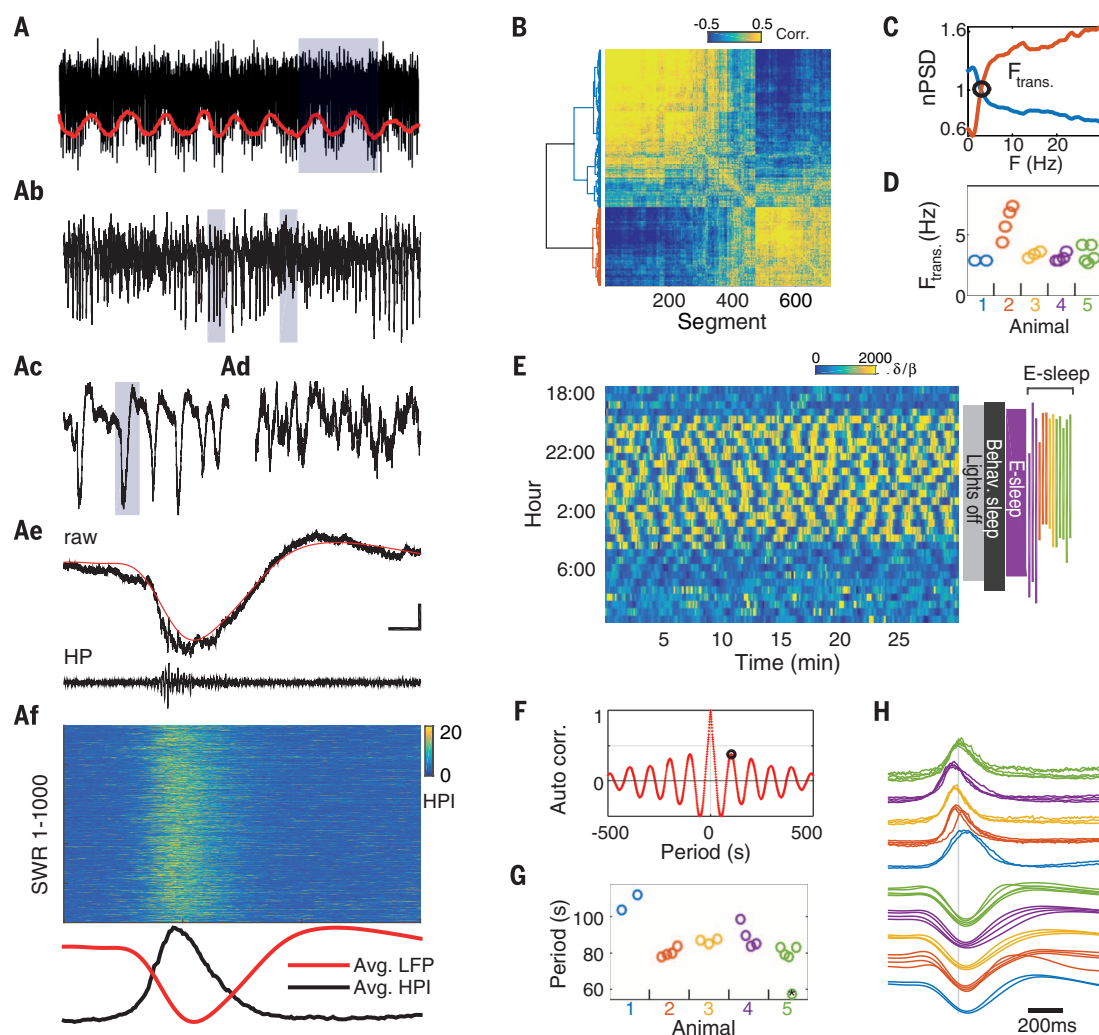 A
Ab
Ac
Ad
Ae
raw
HP
Af
20
0
HPI
SWR 1-1000
Avg. LFP
Avg. HPI
B
-0.5 0.5
Corr.
200 400 600
Segment
C
1.6
1
0.6
nPSD
F trans.
10 20
F (Hz)
D
5
0
F trans. (Hz)
1 2 3 4 5
Animal
E
0 2000
δ/β
18:00
22:00
2:00
6:00
Hour
5 10 15 20 25
Time (min)
E-sleep
Lights off
Behav. sleep
E-sleep
F
1
0
Auto corr.
-500 0 500
Period (s)
G
100
80
60
Period (s)
*
1 2 3 4 5
Animal
H
200ms